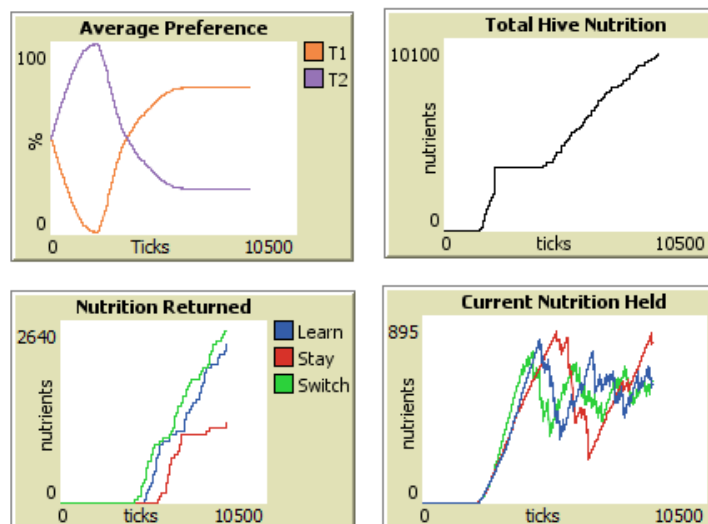 Average Preference
100
%
0
0
Ticks
10500
T1
T2
Total Hive Nutrition
10100
nutrients
0
0
ticks
10500
Nutrition Returned
2640
nutrients
0
0
ticks
10500
Learn
Stay
Switch
Current Nutrition Held
895
nutrients
0
0
ticks
10500